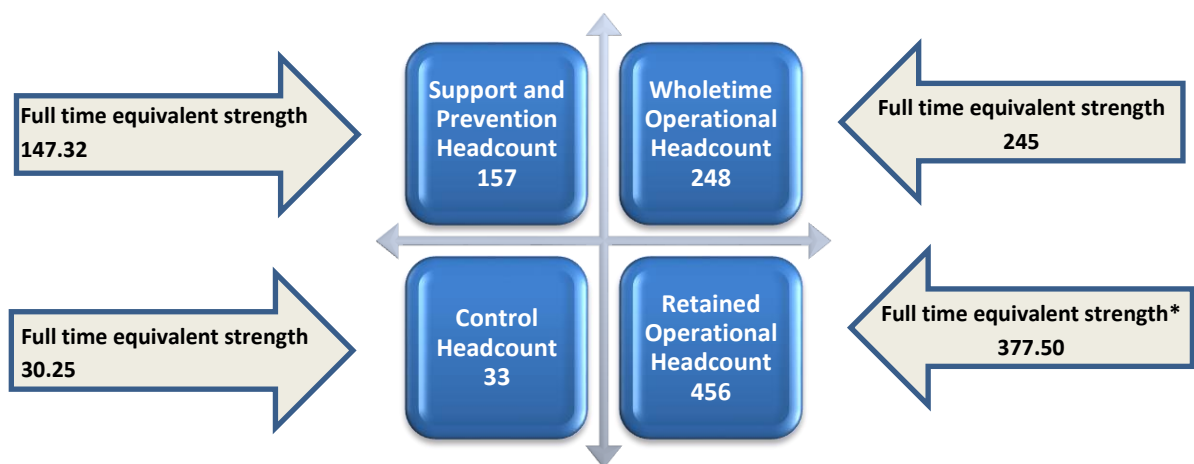 Full time equivalent strength
147.32
Support and
Prevention
Headcount
157
Wholetime
Operational
Headcount
248
Full time equivalent strength
245
Full time equivalent strength
30.25
Control
Headcount
33
Retained
Operational
Headcount
456
Full time equivalent strength*
377.50